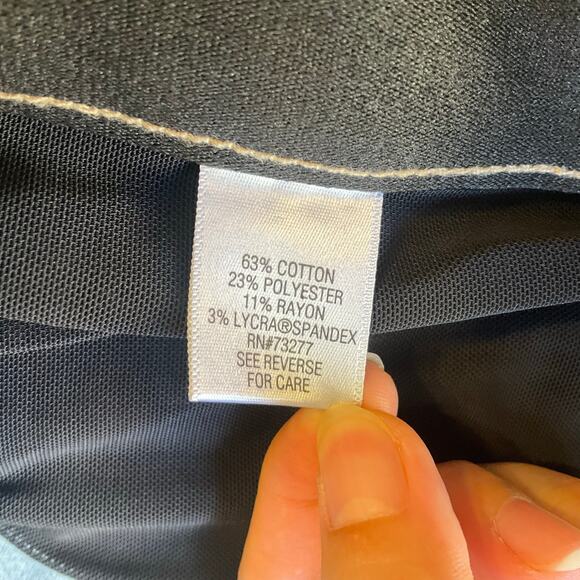 63% COTTON
23% POLYESTER
11% RAYON
3% LYCRA®SPANDEX
RN#73277
SEE REVERSE
FOR CARE